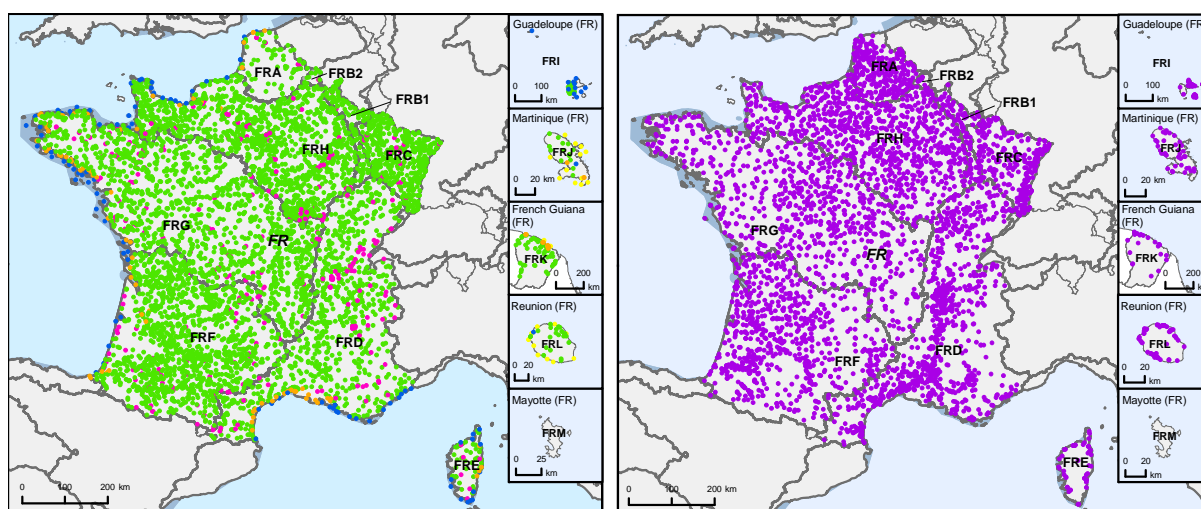 Guadeloupe (FR)
FRI
0 100
km
Martinique (FR)
FRJ
0 20
km
French Guiana
(FR)
FRK
0 200
km
Reunion (FR)
FRL
0 20
km
Mayotte (FR)
FRM
0 25
km
FRA
FRB2
FRB1
FRH
FRC
FRG
FR
FRF
FRD
FRE
0 100 200
km
Guadeloupe (FR)
FRI
0 100
km
Martinique (FR)
FRJ
0 20
km
French Guiana
(FR)
FRK
0 200
km
Reunion (FR)
FRL
0 20
km
Mayotte (FR)
FRM
0 20
km
FRA
FRB2
FRB1
FRH
FRC
FRG
FR
FRF
FRD
FRE
0 100 200
km